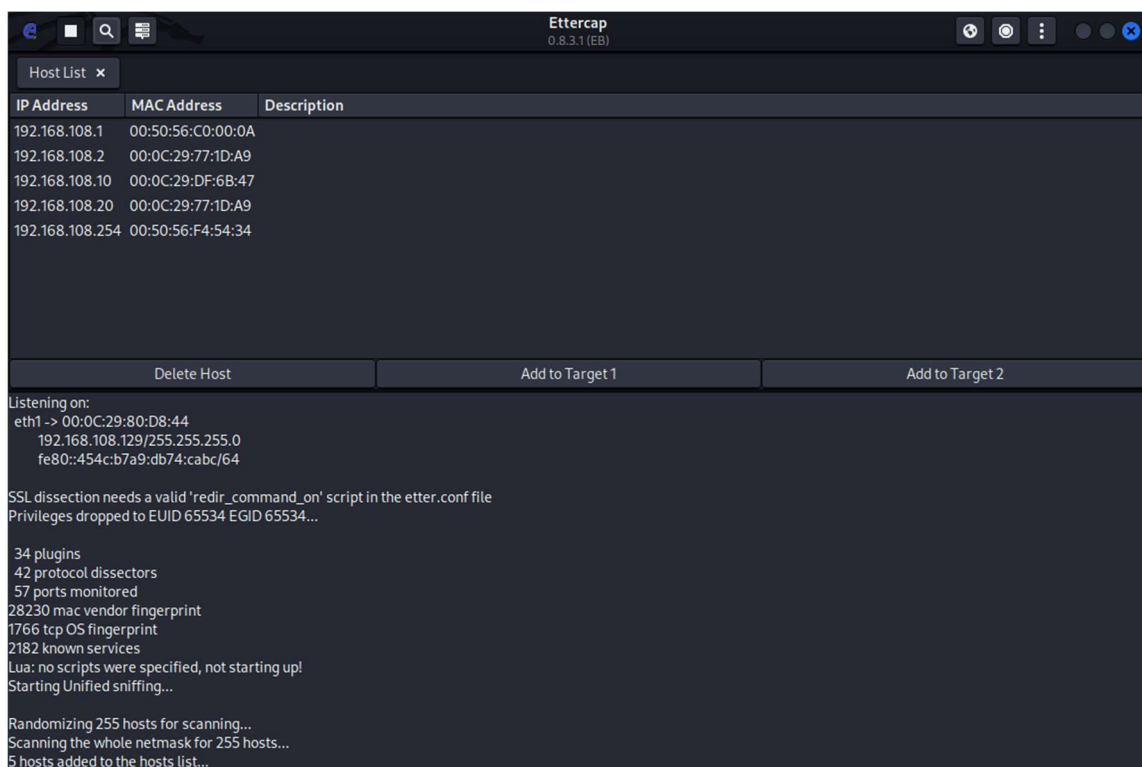 Ettercap
0.8.3.1 (EB)
Host List ×
IP Address MAC Address Description
192.168.108.1 00:50:56:C0:00:0A
192.168.108.2 00:0C:29:77:1D:A9
192.168.108.10 00:0C:29:DF:6B:47
192.168.108.20 00:0C:29:77:1D:A9
192.168.108.254 00:50:56:F4:54:34
Delete Host Add to Target 1 Add to Target 2
Listening on:
eth1 -> 00:0C:29:80:D8:44
192.168.108.129/255.255.255.0
fe80::454c:b7a9:db74:cabc/64
SSL dissection needs a valid 'redir_command_on' script in the etter.conf file
Privileges dropped to EUID 65534 EGID 65534...
34 plugins
42 protocol dissectors
57 ports monitored
28230 mac vendor fingerprint
1766 tcp OS fingerprint
2182 known services
Lua: no scripts were specified, not starting up!
Starting Unified sniffing...
Randomizing 255 hosts for scanning...
Scanning the whole netmask for 255 hosts...
5 hosts added to the hosts list...